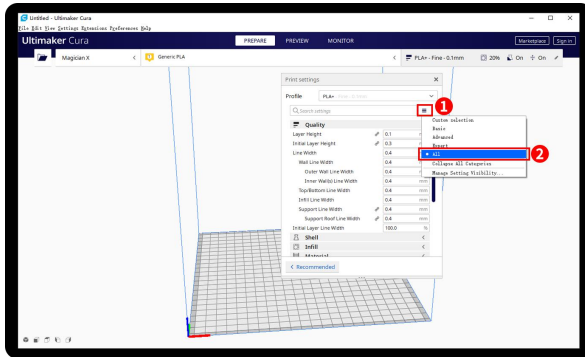 Untitled - Ultimaker Cura
File Edit View Settings Extensions Preferences Help
Ultimaker Cura
PREPARE PREVIEW MONITOR
Marketplace Sign in
Magician X
Generic PLA
PLA+ - Fine - 0.1mm
20% On On
Print settings
Profile PLA+
Search settings
1
Custom selection
Basic
Advanced
Expert
All
2
Collapse All Categories
Manage Setting Visibility...
Quality
Layer Height 0.1
Initial Layer Height 0.3
Line Width 0.4
Wall Line Width 0.4
Outer Wall Line Width 0.4
Inner Wall(s) Line Width 0.4 mm
Top/Bottom Line Width 0.4 mm
Infill Line Width 0.4 mm
Support Line Width 0.4 mm
Support Roof Line Width 0.4 mm
Initial Layer Line Width 100.0 %
Shell
Infill
Material
Recommended